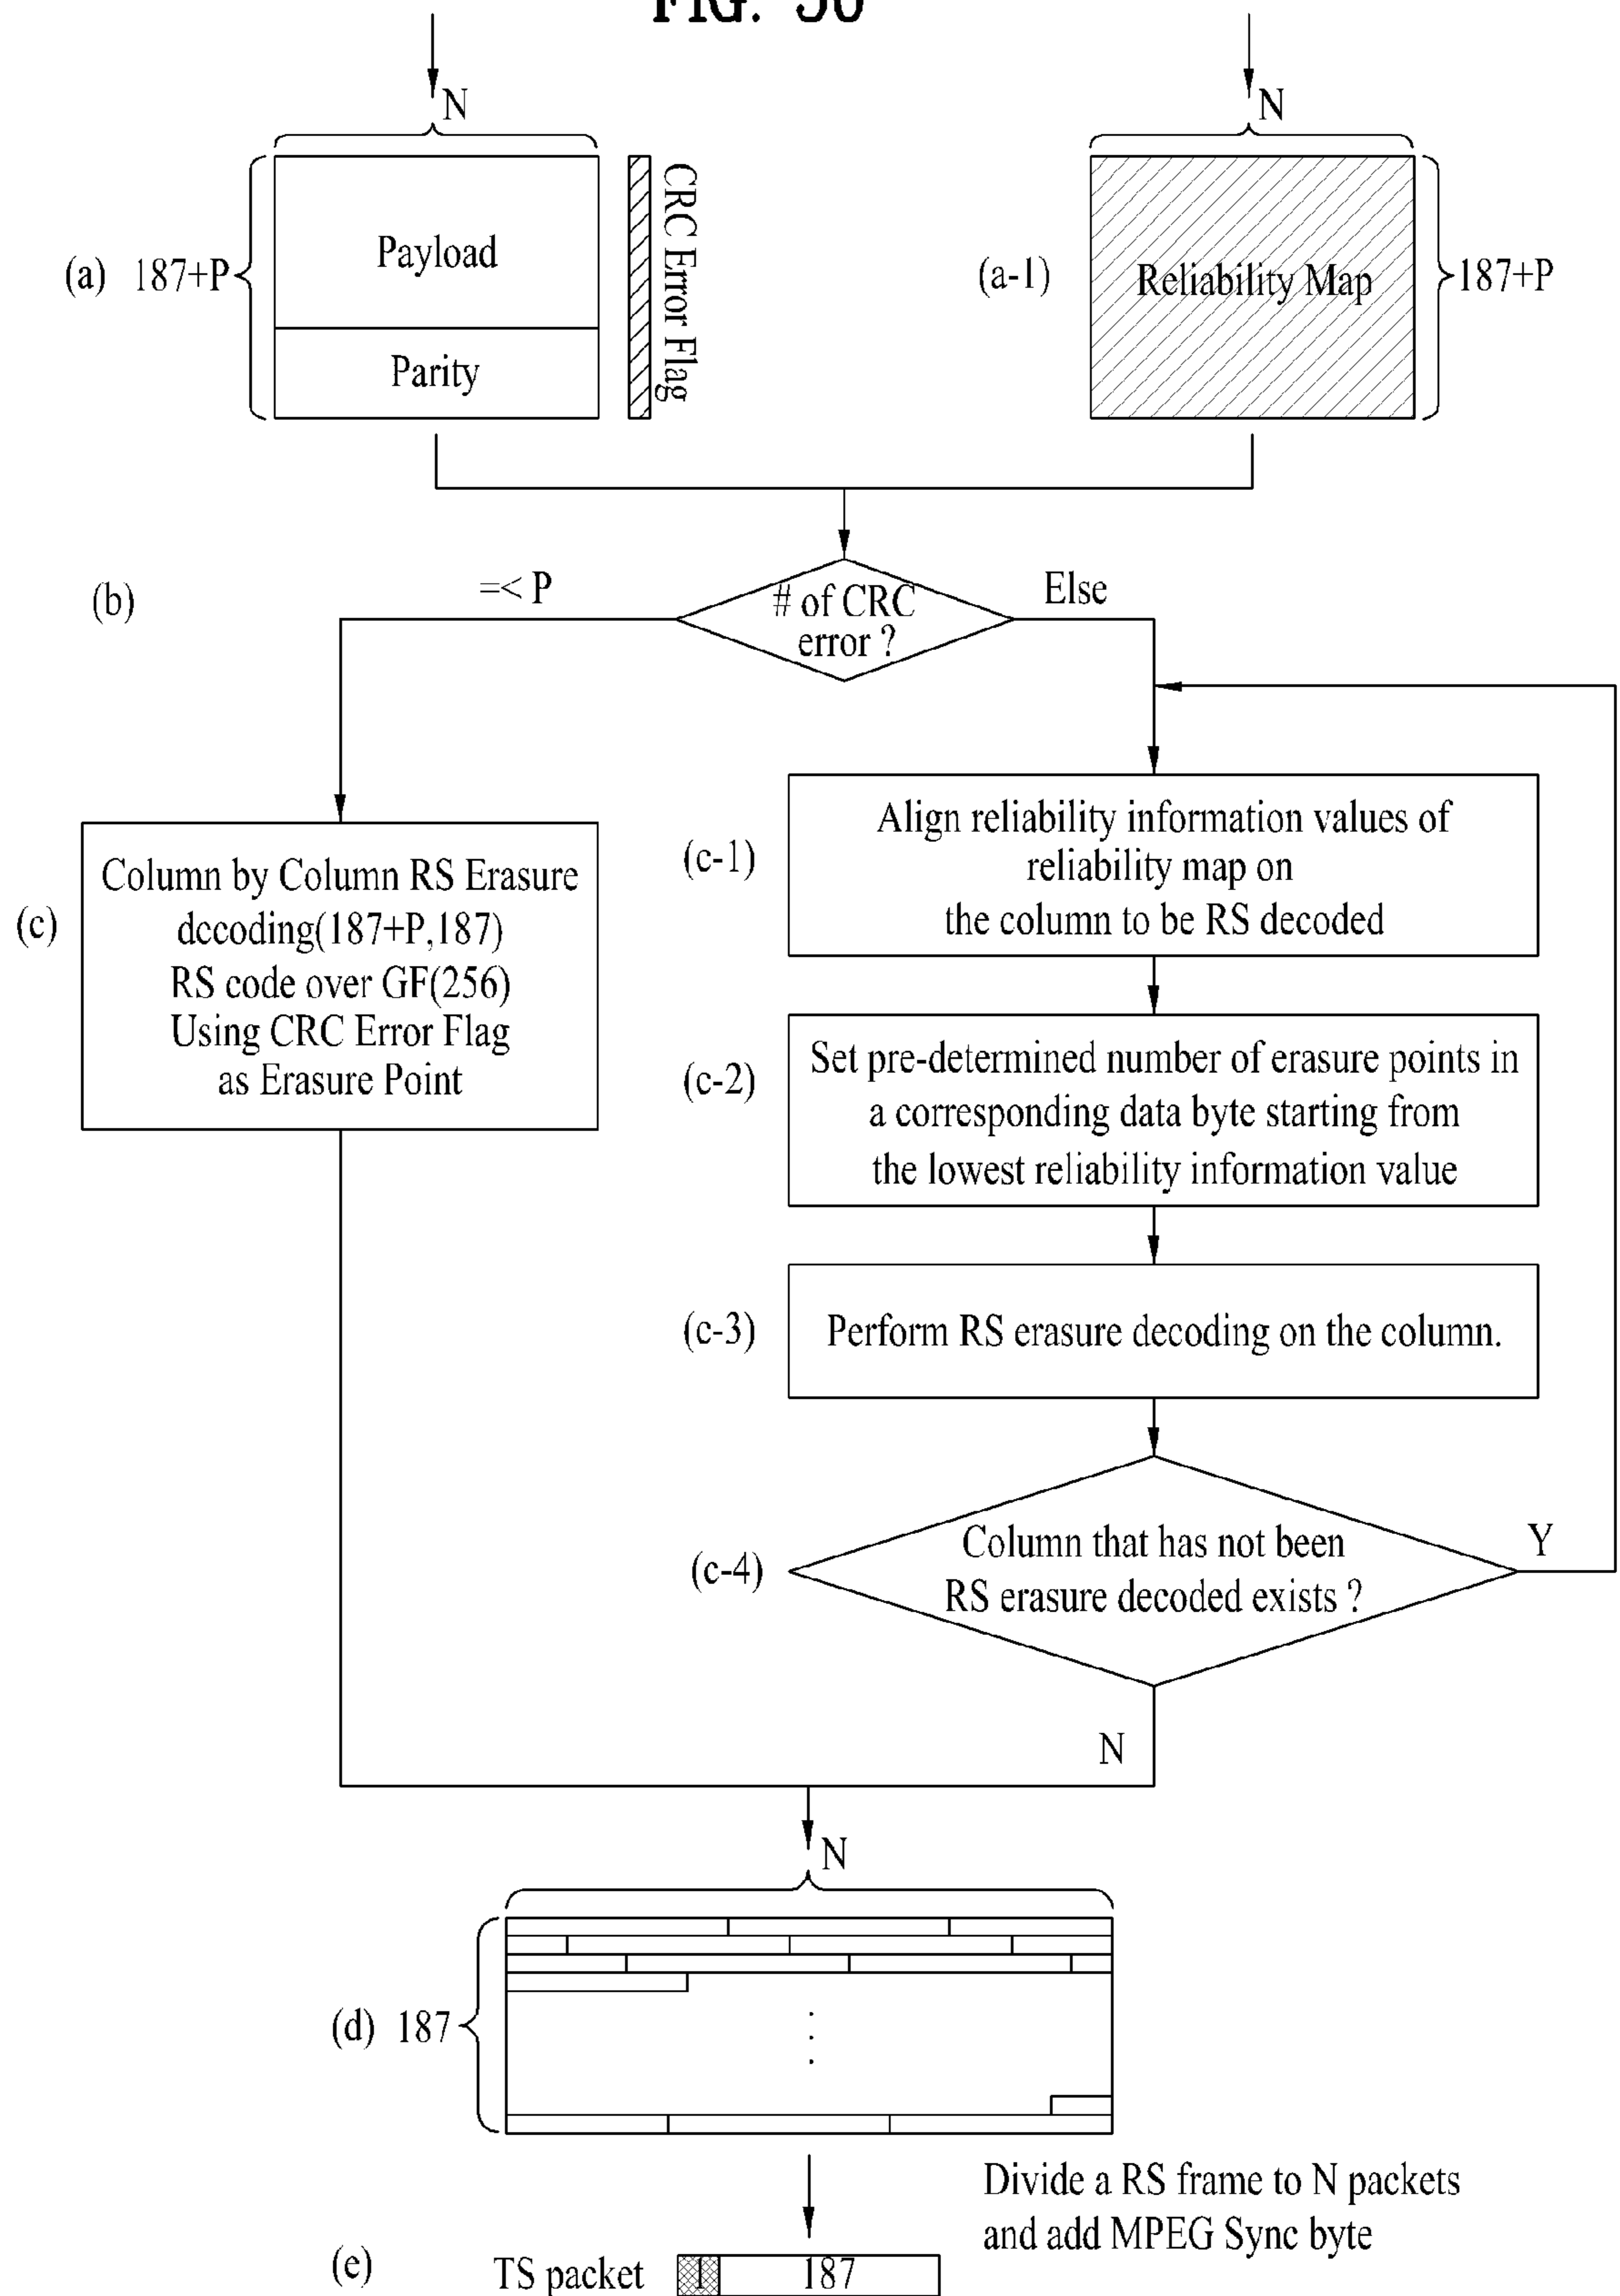 FIG. 30
N
N
(a) 187+P
Payload
Parity
CRC Error Flag
(a-1)
Reliability Map
187+P
(b)
=< P
# of CRC
error ?
Else
(c)
Column by Column RS Erasure
dccoding(187+P,187)
RS code over GF(256)
Using CRC Error Flag
as Erasure Point
(c-1)
Align reliability information values of
reliability map on
the column to be RS decoded
(c-2)
Set pre-determined number of erasure points in
a corresponding data byte starting from
the lowest reliability information value
(c-3)
Perform RS erasure decoding on the column.
(c-4)
Column that has not been
RS erasure decoded exists ?
Y
N
N
(d) 187
Divide a RS frame to N packets
and add MPEG Sync byte
(e)
TS packet
1
187